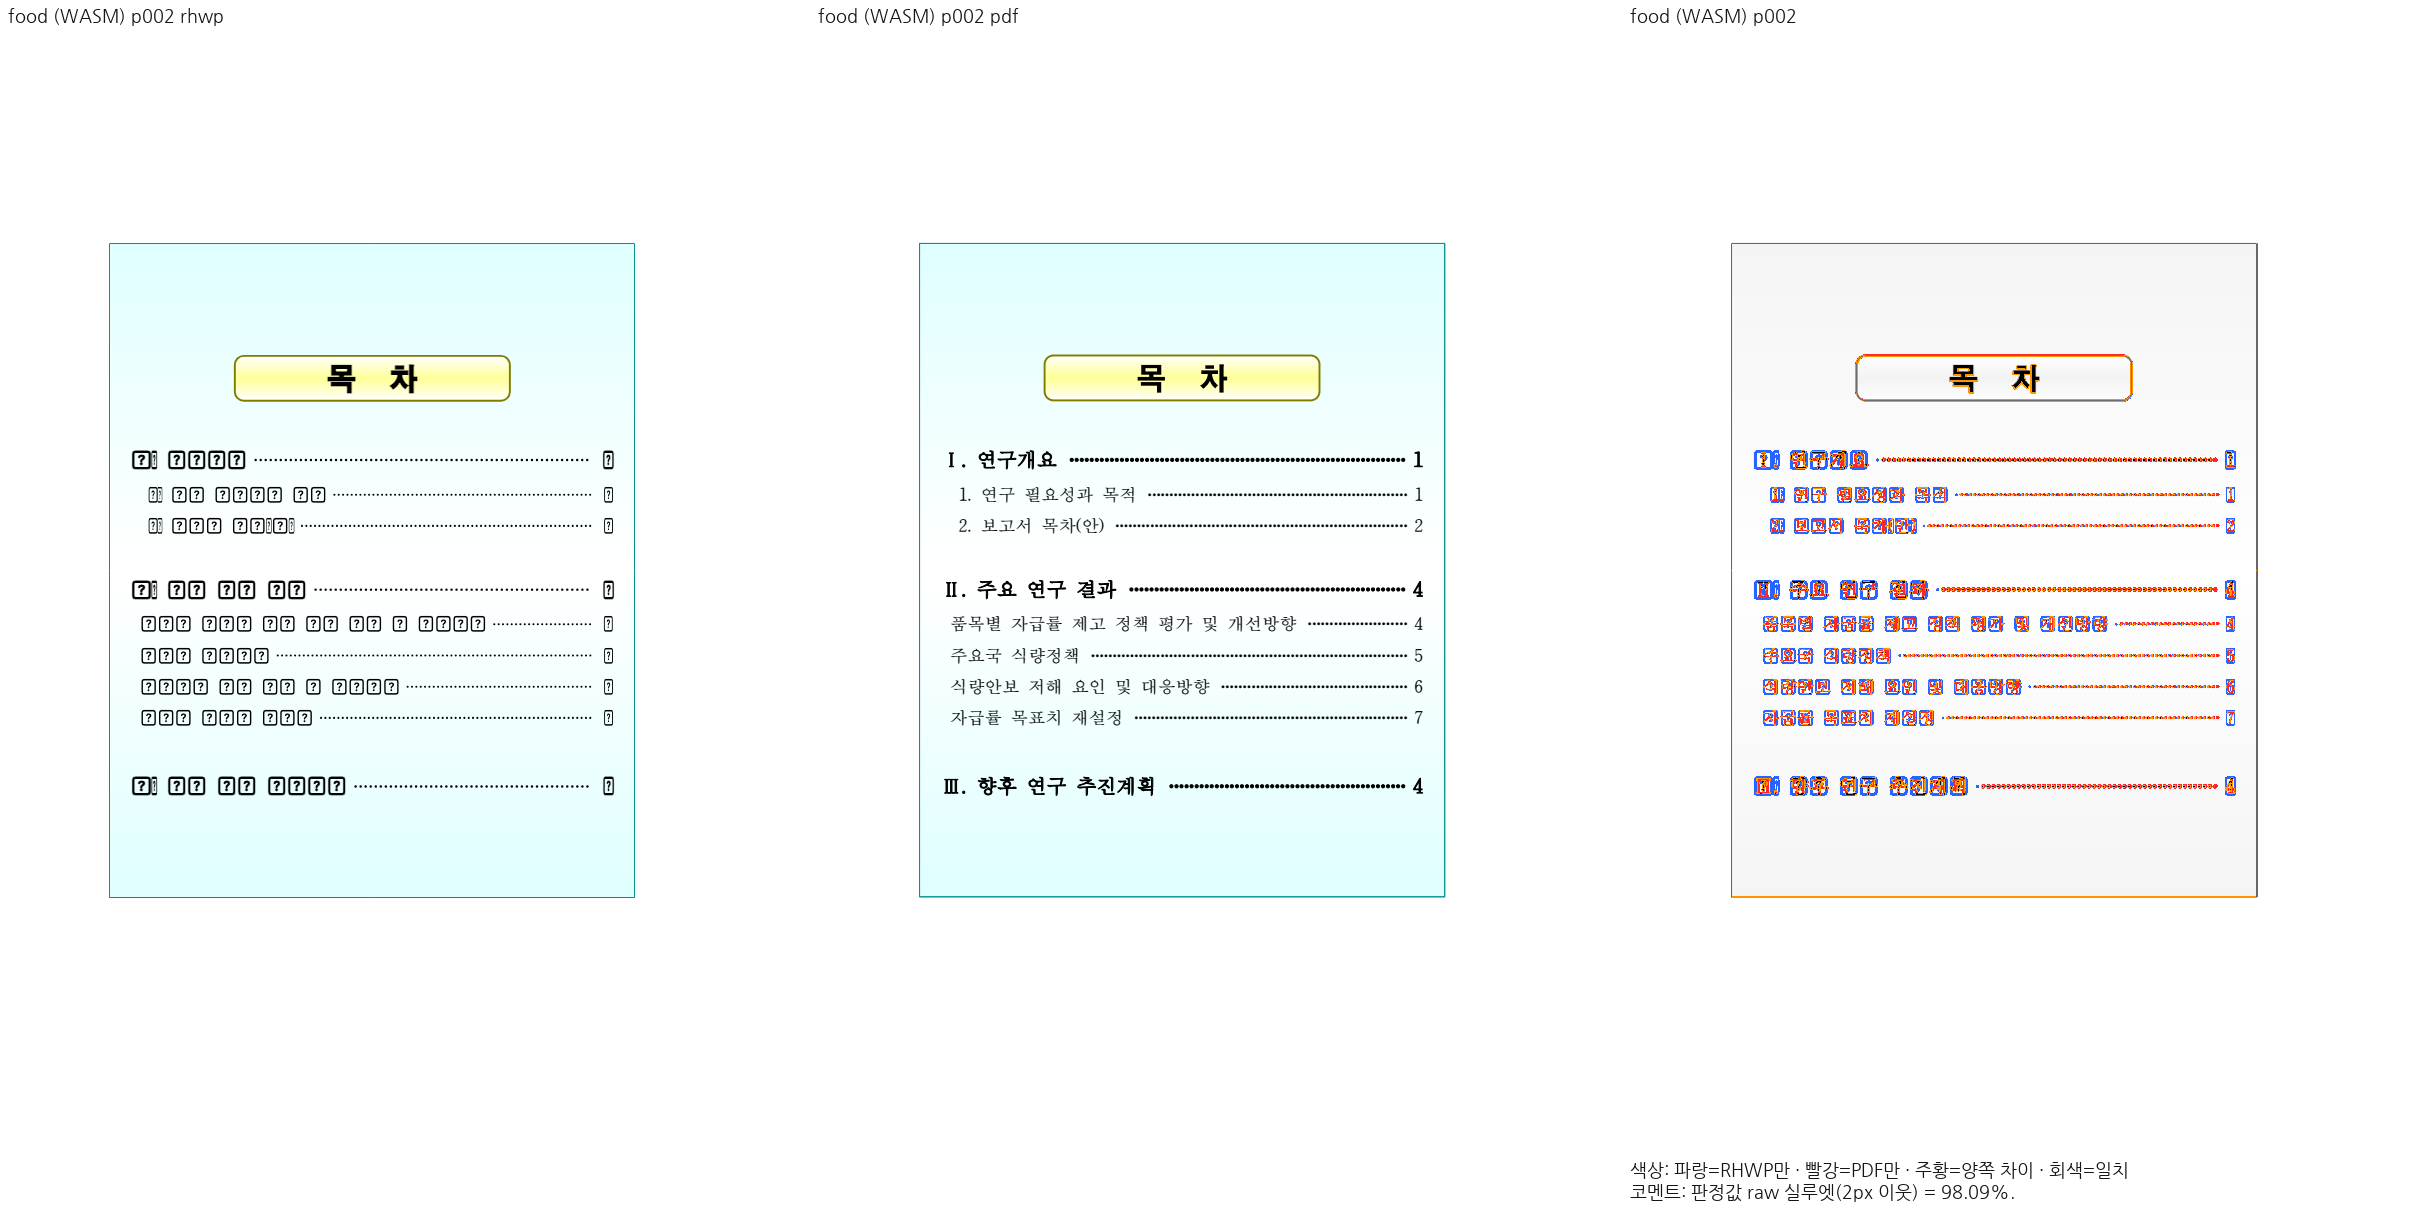 food (WASM) p002 rhwp
목 차
food (WASM) p002 pdf
목 차
Ⅰ. 연구개요 1
1. 연구 필요성과 목적 1
2. 보고서 목차(안) 2
Ⅱ. 주요 연구 결과 4
품목별 자급률 제고 정책 평가 및 개선방향 4
주요국 식량정책 5
식량안보 저해 요인 및 대응방향 6
자급률 목표치 재설정 7
Ⅲ. 향후 연구 추진계획 4
food (WASM) p002
목 차
색상: 파랑=RHWP만 · 빨강=PDF만 · 주황=양쪽 차이 · 회색=일치
코멘트: 판정값 raw 실루엣(2px 이웃) = 98.09%.